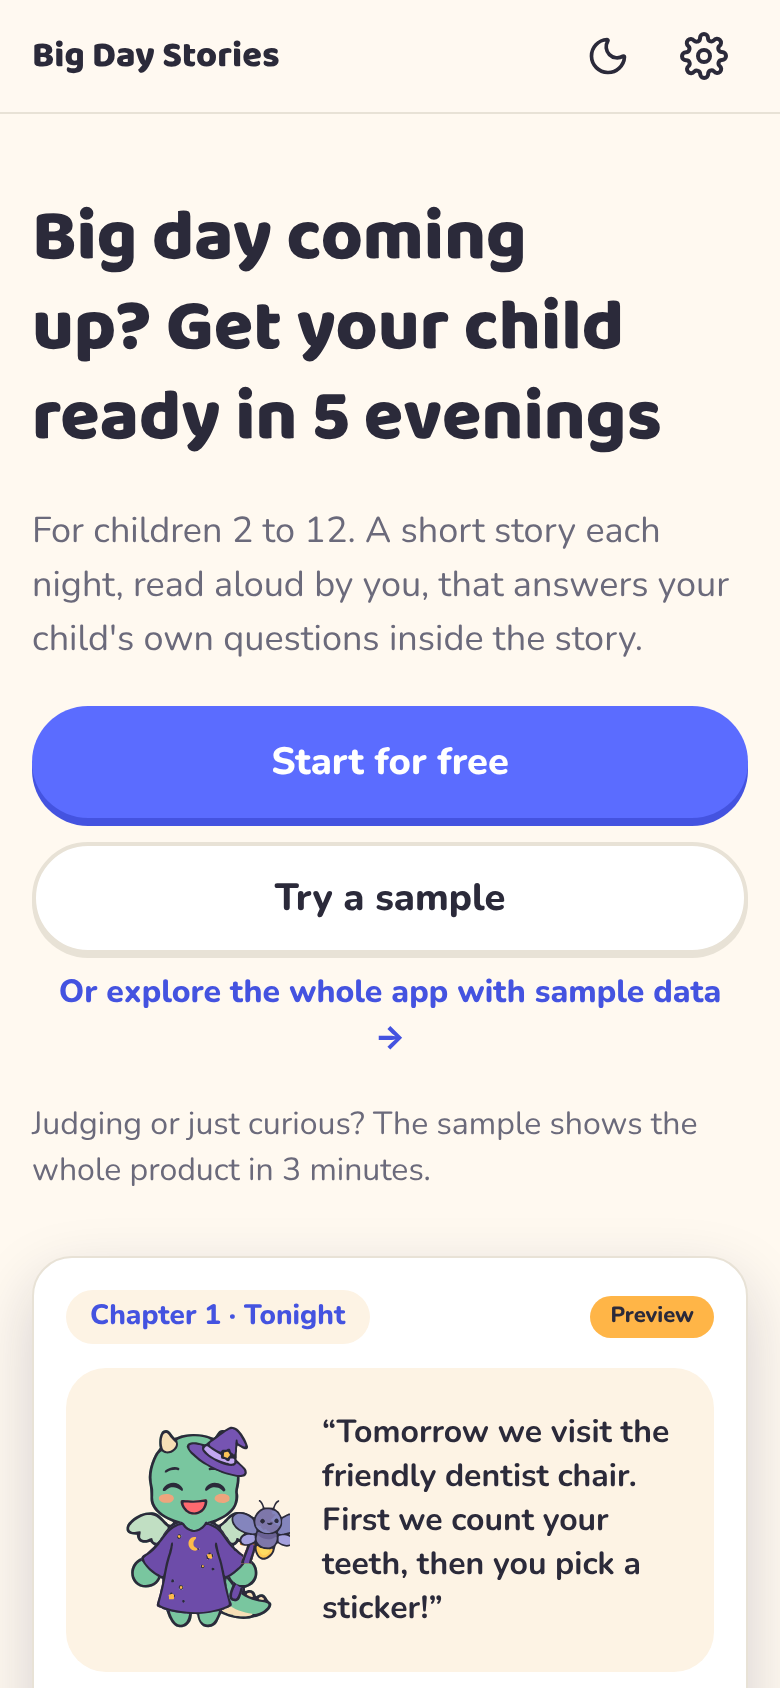 Big Day Stories
Big day coming
up? Get your child
ready in 5 evenings
For children 2 to 12. A short story each
night, read aloud by you, that answers your
child's own questions inside the story.
Start for free
Try a sample
Or explore the whole app with sample data
→
Judging or just curious? The sample shows the
whole product in 3 minutes.
Chapter 1 · Tonight
Preview
“Tomorrow we visit the
friendly dentist chair.
First we count your
teeth, then you pick a
sticker!”